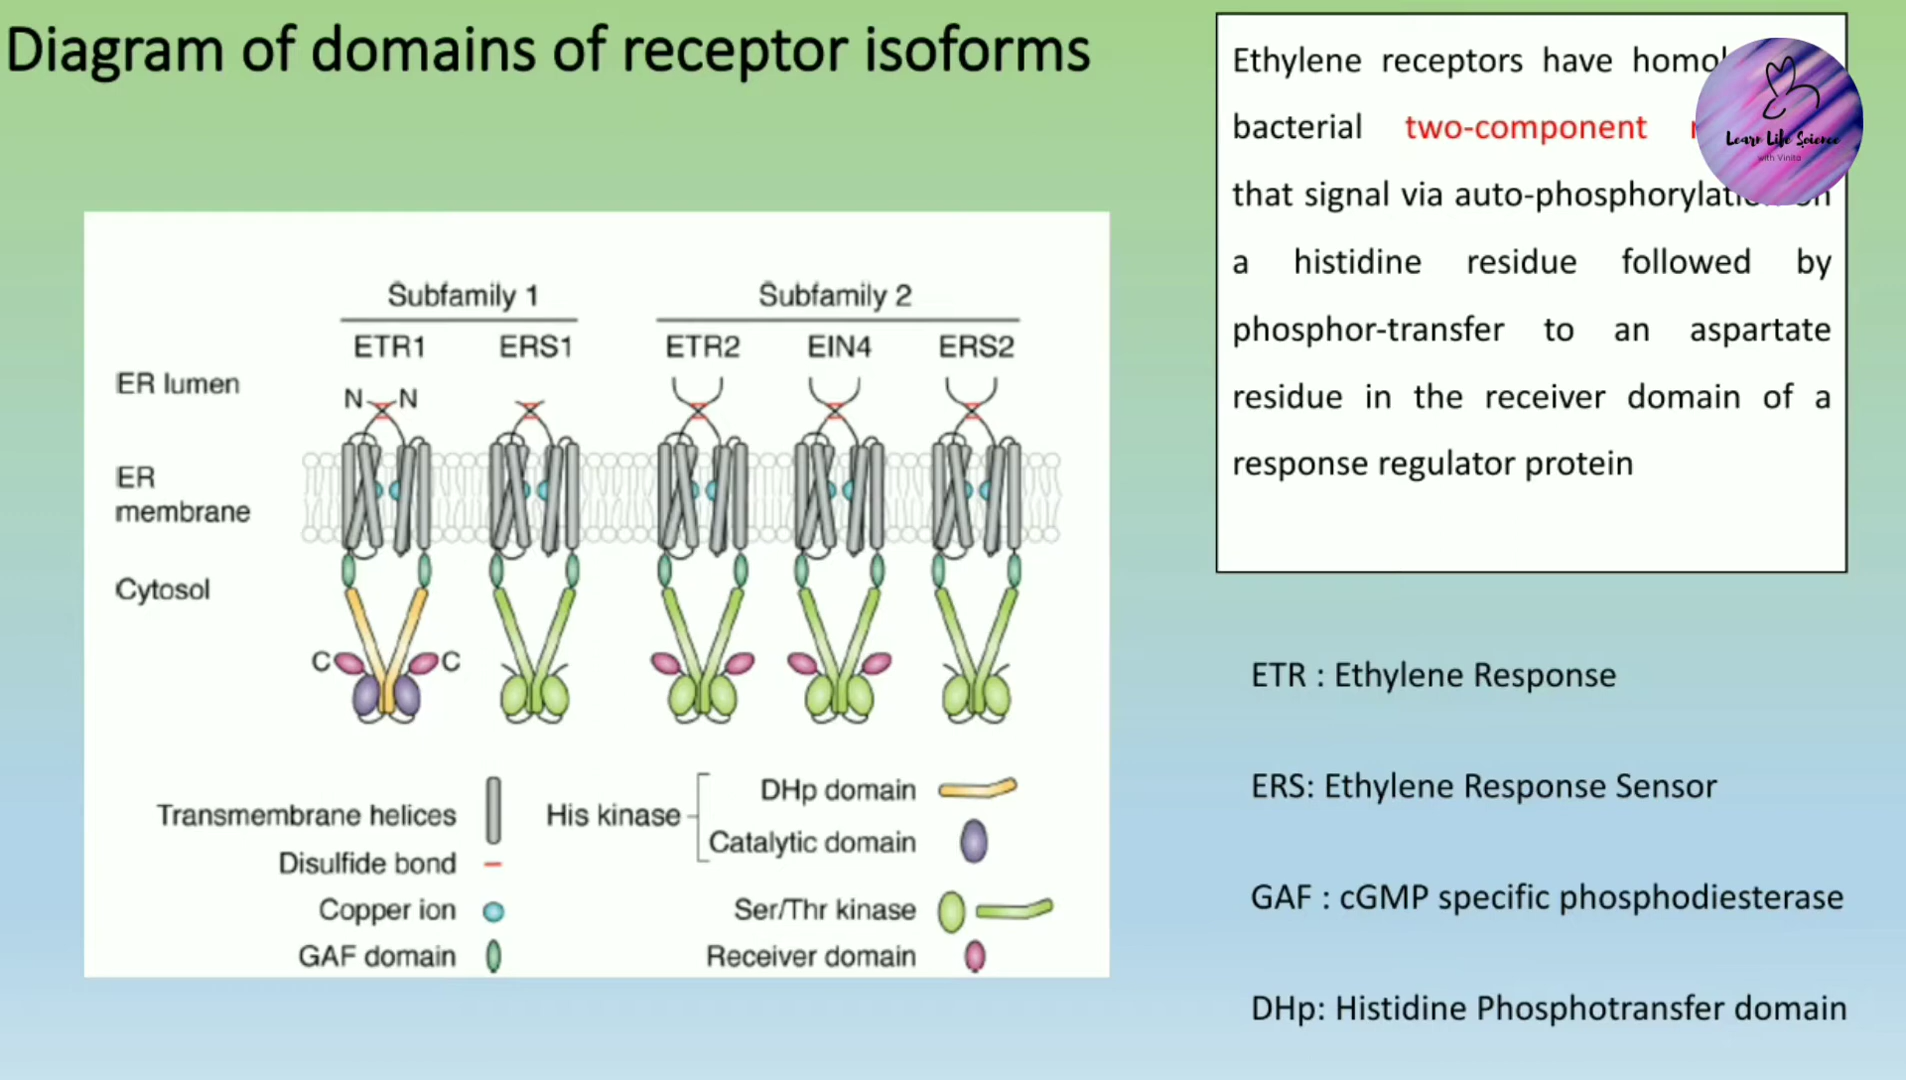 Diagram of domains of receptor isoforms
Ethylene receptors have
bacterial two-component
that signal via
a histidine residue followed by
phosphor-transfer to an aspartate
residue in the receiver domain of a
response regulator protein
Learn Life Science
with Vinita
Subfamily 1
Subfamily 2
ETR1 ERS1 ETR2 EIN4 ERS2
ER lumen
N N
ER
membrane
Cytosol
C C
Transmembrane helices
Disulfide bond
Copper ion
GAF domain
His kinase
DHp domain
Catalytic domain
Ser/Thr kinase
Receiver domain
ETR : Ethylene Response
ERS: Ethylene Response Sensor
GAF : cGMP specific phosphodiesterase
DHp: Histidine Phosphotransfer domain